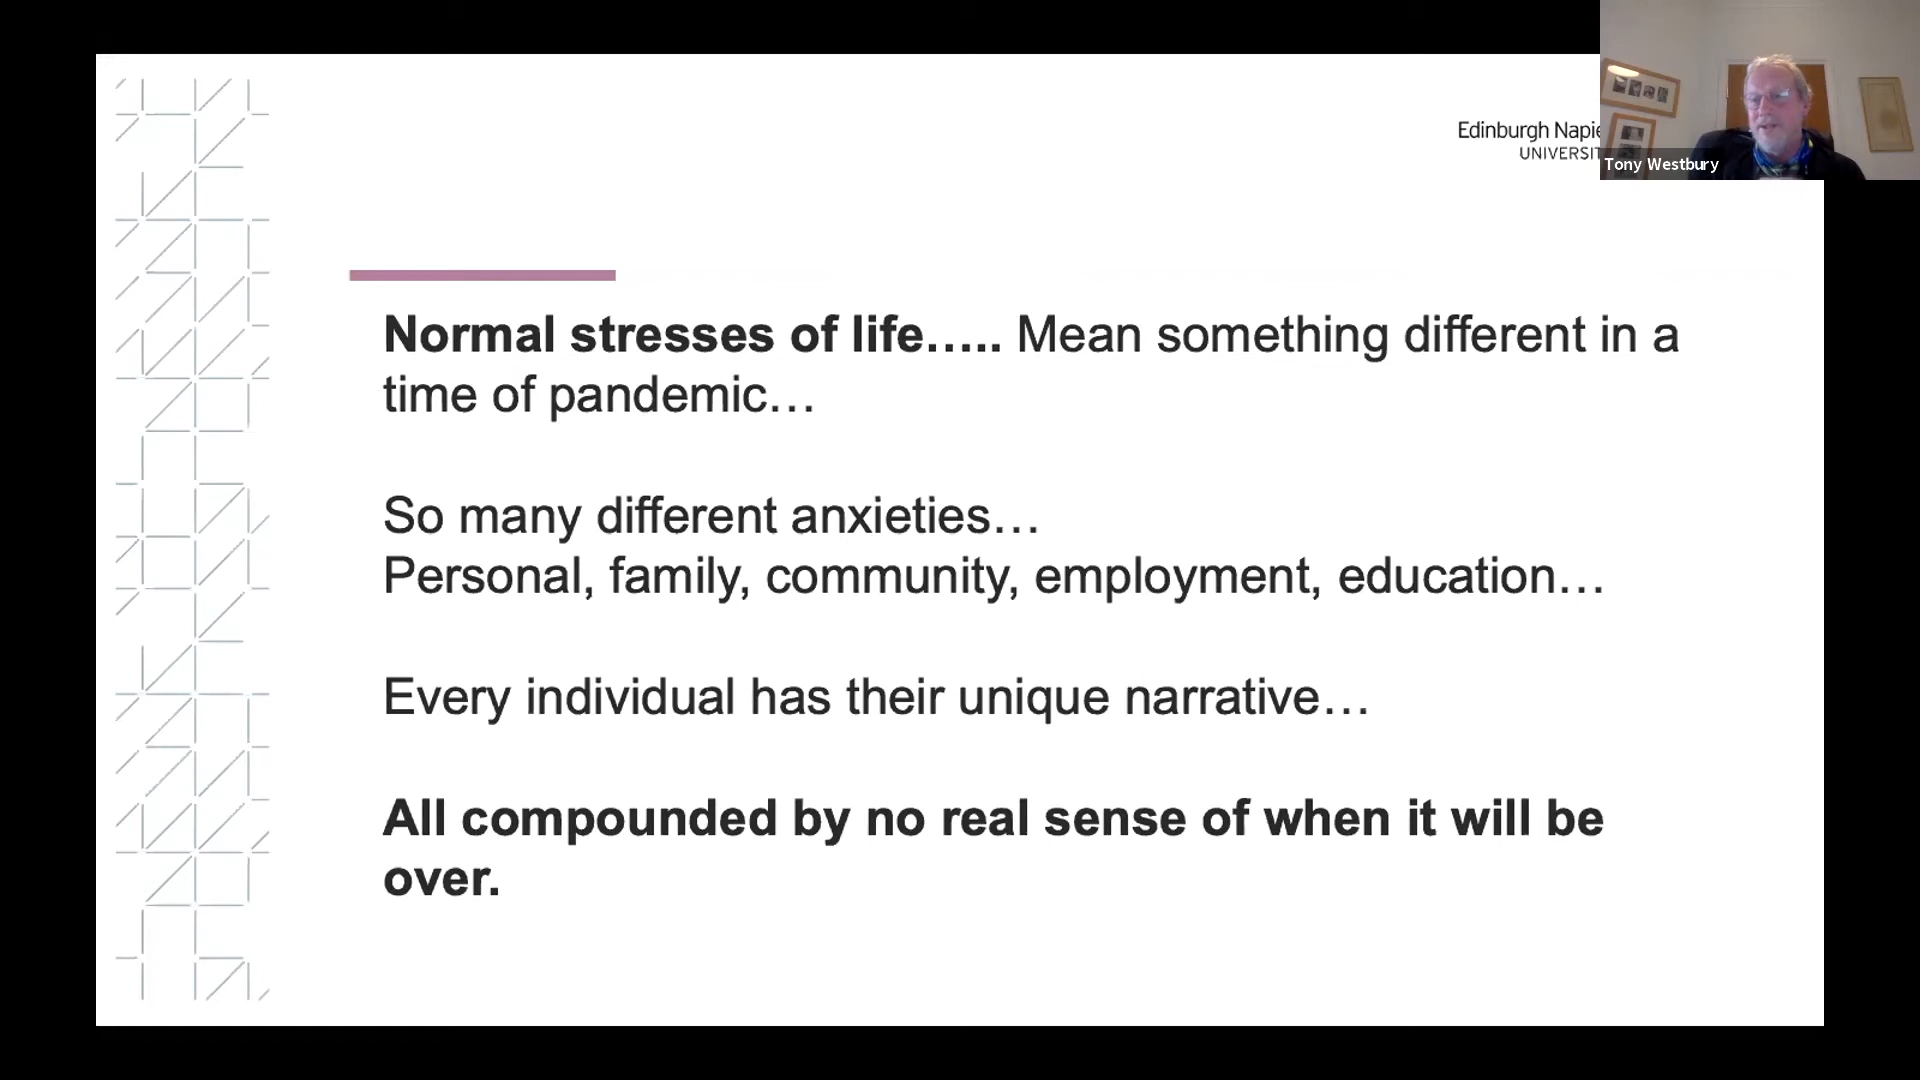 Edinburgh Napie
UNIVERSIT
Tony Westbury
Normal stresses of life….. Mean something different in a
time of pandemic…
So many different anxieties…
Personal, family, community, employment, education…
Every individual has their unique narrative…
All compounded by no real sense of when it will be
over.